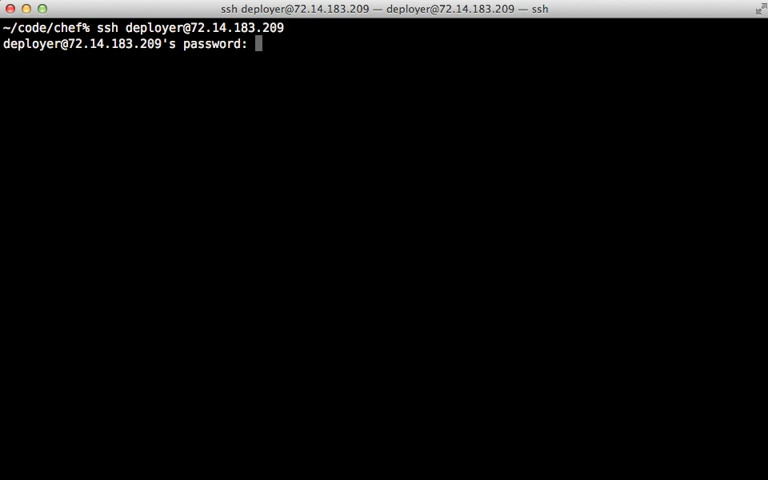 ssh deployer@72.14.183.209 — deployer@72.14.183.209 — ssh
~/code/chef% ssh deployer@72.14.183.209
deployer@72.14.183.209's password: